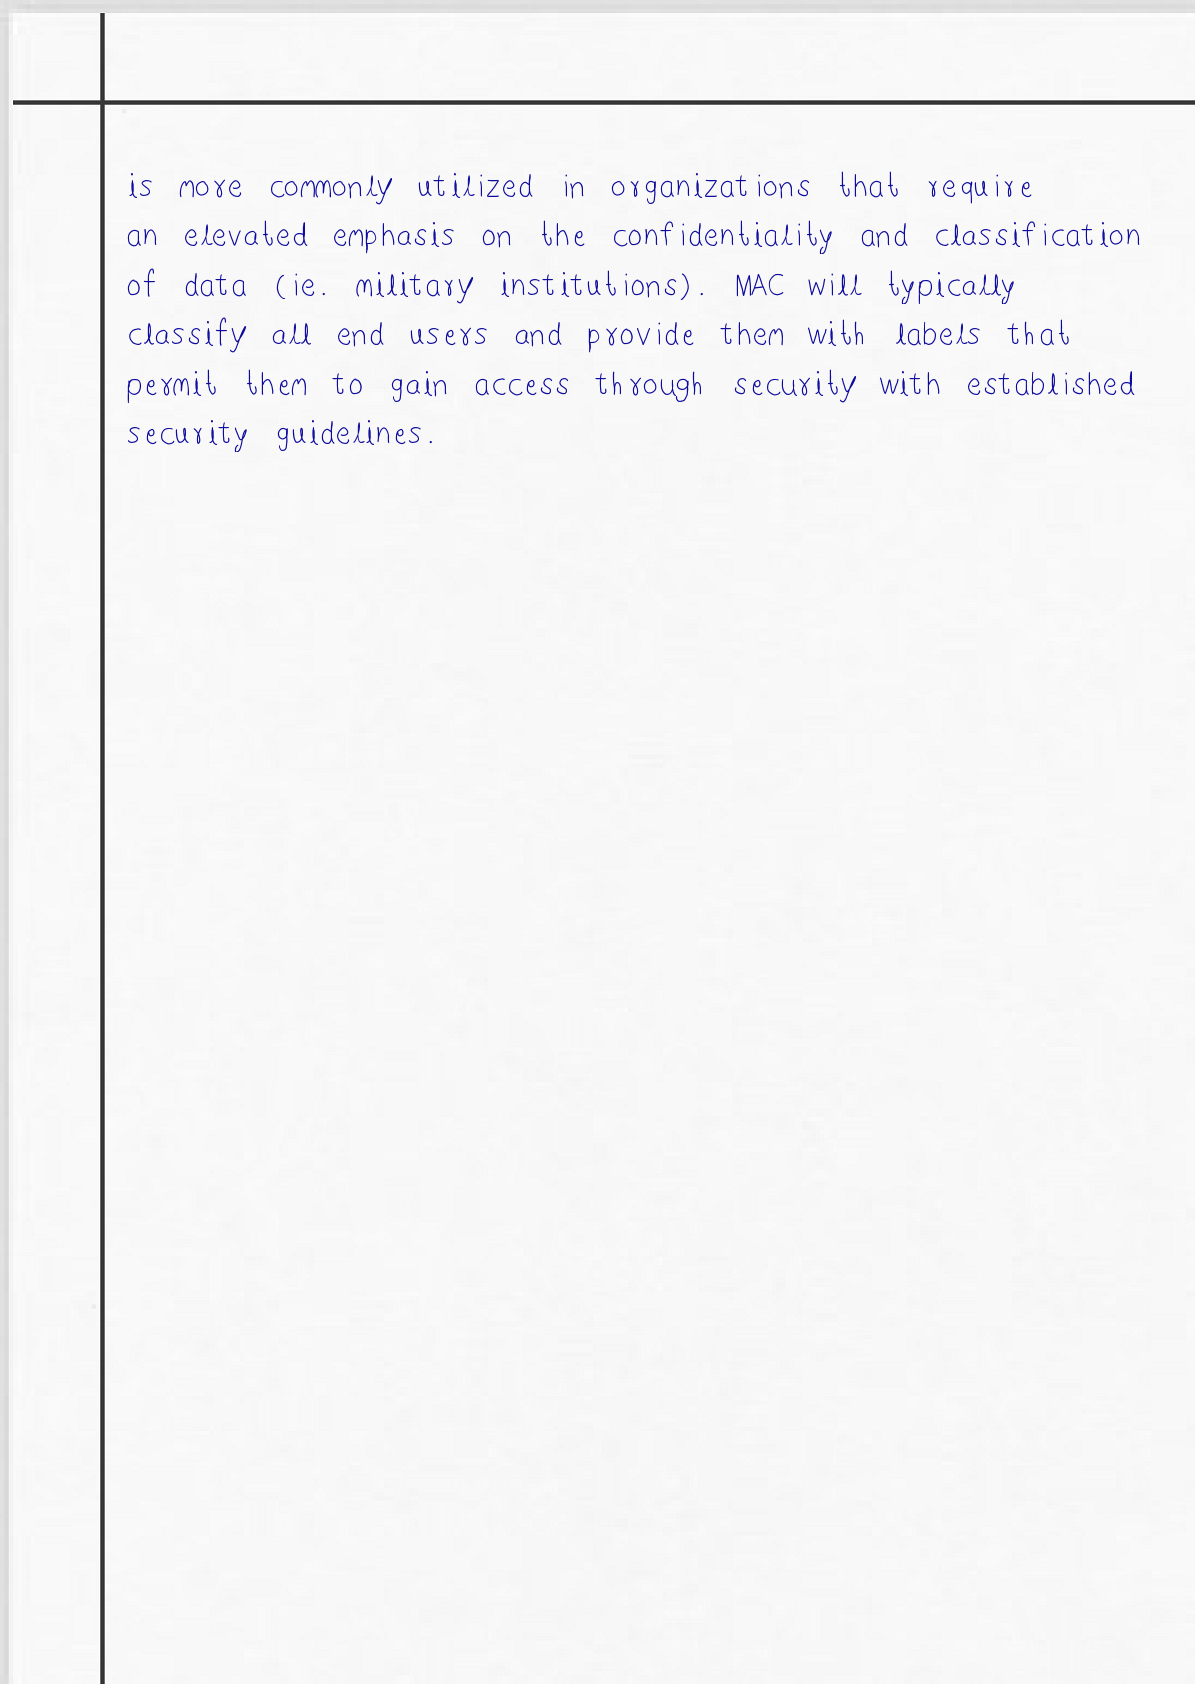 is more commonly utilized in organizations that require
an elevated emphasis on the confidentiality and classification
of data (ie. military institutions). MAC will typically
classify all end users and provide them with labels that
permit them to gain access through security with established
security guidelines.